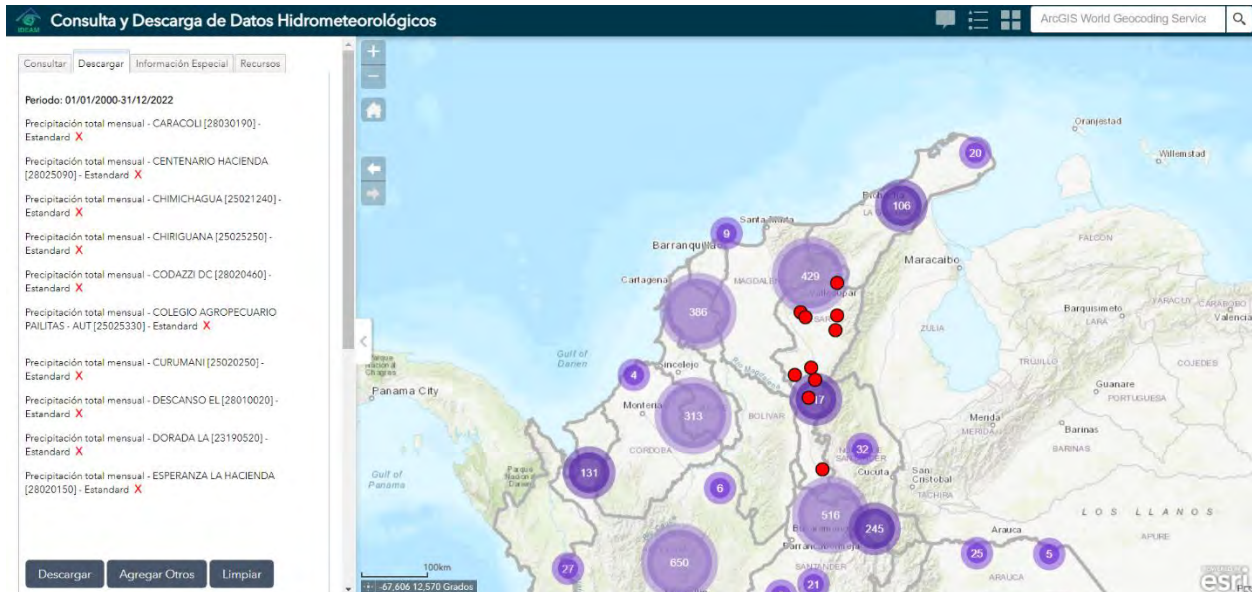 IDEAM
Consulta y Descarga de Datos Hidrometeorológicos
ArcGIS World Geocoding Servic
Consultar
Descargar
Información Especial
Recursos
Periodo: 01/01/2000-31/12/2022
Precipitación total mensual - CARACOLI [28030190] -
Estandard X
Precipitación total mensual - CENTENARIO HACIENDA
[28025090] - Estandard X
Precipitación total mensual - CHIMICHAGUA [25021240] -
Estandard X
Precipitación total mensual - CHIRIGUANA [25025250] -
Estandard X
Precipitación total mensual - CODAZZI DC [28020460] -
Estandard X
Precipitación total mensual - COLEGIO AGROPECUARIO
PAILITAS - AUT [25025330] - Estandard X
Precipitación total mensual - CURUMANI [25020250] -
Estandard X
Precipitación total mensual - DESCANSO EL [28010020] -
Estandard X
Precipitación total mensual - DORADA LA [23190520] -
Estandard X
Precipitación total mensual - ESPERANZA LA HACIENDA
[28020150] - Estandard X
Descargar
Agregar Otros
Limpiar
+
−
Oranjestad
Willemstad
20
106
LA
Santa Marta
9
Barranquilla
FALCON
Maracaibo
Cartagena
MAGDALENA
429
Valledupar
386
Barquisimeto
LARA
YARACUY
CARABOBO
Valencia
ZULIA
Gulf of
Darien
TRUJILLO
COJEDES
Sincelejo
4
Panama City
Guanare
PORTUGUESA
Monteria
313
BOLIVAR
Merida
MERIDA
Barinas
BARINAS
CORDOBA
32
Cucuta
San
Cristobal
TACHIRA
Gulf of
Panama
131
6
516
245
LOS LLANOS
APURE
Arauca
25
5
ARAUCA
650
27
SANTANDER
21
100km
-67,606 12,570 Grados
esri